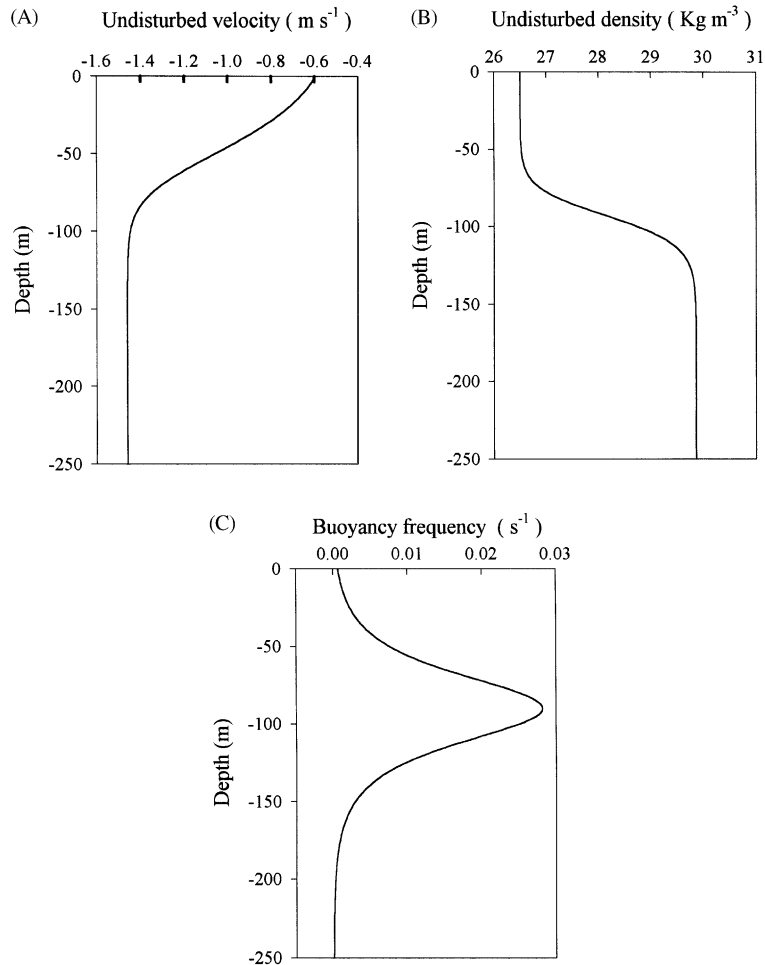 (A) Undisturbed velocity ( m s-1 )
-1.6 -1.4 -1.2 -1.0 -0.8 -0.6 -0.4
0
-50
-100
-150
-200
-250
Depth (m)
(B) Undisturbed density ( Kg m-3 )
26 27 28 29 30 31
0
-50
-100
-150
-200
-250
Depth (m)
(C) Buoyancy frequency ( s-1 )
0.00 0.01 0.02 0.03
0
-50
-100
-150
-200
-250
Depth (m)